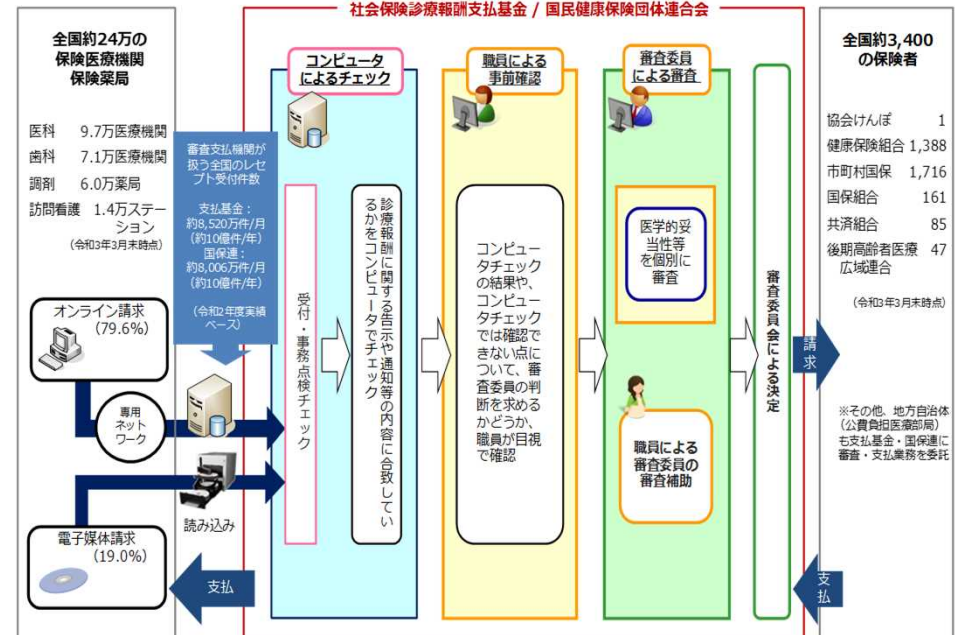 社会保険診療報酬支払基金 / 国民健康保険団体連合会
全国約24万の
保険医療機関
保険薬局
医科　9.7万医療機関
歯科　7.1万医療機関
調剤　6.0万薬局
訪問看護　1.4万ステー
ション
(令和3年3月末時点)
オンライン請求
(79.6%)
専用
ネット
ワーク
電子媒体請求
(19.0%)
審査支払機関が
扱う全国のレセ
プト受付件数
支払基金：
約8,520万件/月
(約10億件/年)
国保連：
約8,006万件/月
(約10億件/年)
(令和2年度実績
ベース)
読み込み
支払
コンピュータ
によるチェック
受付・事務点検チェック
診療報酬に関する告示や通知等の内容に合致してい
るかをコンピュータでチェック
職員による
事前確認
コンピュー
タチェック
の結果や、
コンピュー
タチェック
では確認で
きない点に
ついて、審
査委員の判
断を求める
かどうか、
職員が目視
で確認
審査委員
による審査
医学的妥
当性等
を個別に
審査
職員による
審査委員の
審査補助
審査委員会による決定
請求
支払
全国約3,400
の保険者
協会けんぽ　1
健康保険組合 1,388
市町村国保　1,716
国保組合　161
共済組合　85
後期高齢者医療　47
広域連合
(令和3年3月末時点)
※その他、地方自治体
(公費負担医療部局)
も支払基金・国保連に
審査・支払業務を委託